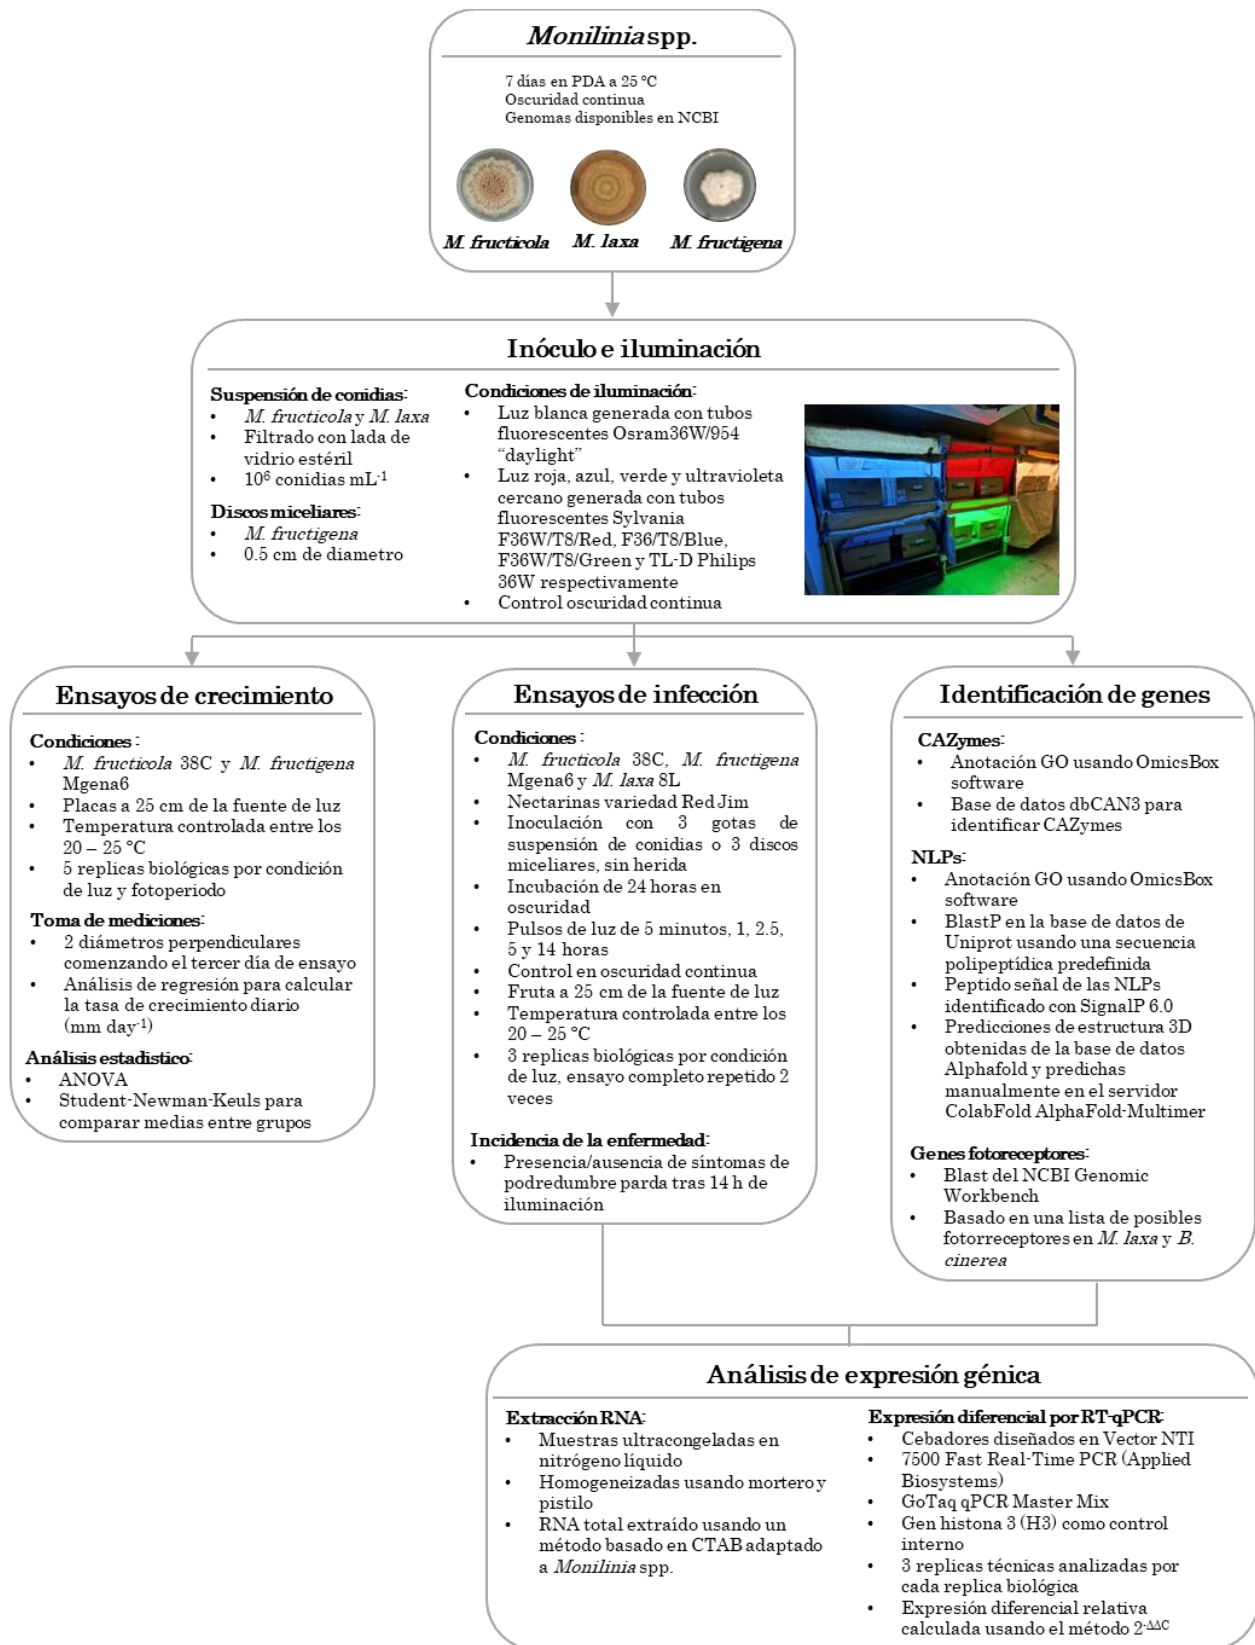 Monilinia spp.
7 días en PDA a 25 ºC
Oscuridad continua
Genomas disponibles en NCBI
M. fructicola
M. laxa
M. fructigena
Inóculo e iluminación
Suspensión de conidias:
• M. fructicola y M. laxa
• Filtrado con lada de
vidrio estéril
• 10⁶ conidias mL⁻¹
Discos miceliares:
• M. fructigena
• 0.5 cm de diametro
Condiciones de iluminación:
• Luz blanca generada con tubos
fluorescentes Osram36W/954
“daylight”
• Luz roja, azul, verde y ultravioleta
cercano generada con tubos
fluorescentes Sylvania
F36W/T8/Red, F36/T8/Blue,
F36W/T8/Green y TL-D Philips
36W respectivamente
• Control oscuridad continua
Ensayos de crecimiento
Condiciones :
• M. fructicola 38C y M. fructigena
Mgena6
• Placas a 25 cm de la fuente de luz
• Temperatura controlada entre los
20 – 25 ºC
• 5 replicas biológicas por condición
de luz y fotoperiodo
Toma de mediciones:
• 2 diámetros perpendiculares
comenzando el tercer día de ensayo
• Análisis de regresión para calcular
la tasa de crecimiento diario
(mm day⁻¹)
Análisis estadistico:
• ANOVA
• Student-Newman-Keuls para
comparar medias entre grupos
Ensayos de infección
Condiciones :
• M. fructicola 38C, M. fructigena
Mgena6 y M. laxa 8L
• Nectarinas variedad Red Jim
• Inoculación con 3 gotas de
suspensión de conidias o 3 discos
miceliares, sin herida
• Incubación de 24 horas en
oscuridad
• Pulsos de luz de 5 minutos, 1, 2.5,
5 y 14 horas
• Control en oscuridad continua
• Fruta a 25 cm de la fuente de luz
• Temperatura controlada entre los
20 – 25 ºC
• 3 replicas biológicas por condición
de luz, ensayo completo repetido 2
veces
Incidencia de la enfermedad:
• Presencia/ausencia de síntomas de
podredumbre parda tras 14 h de
iluminación
Identificación de genes
CAZymes:
• Anotación GO usando OmicsBox
software
• Base de datos dbCAN3 para
identificar CAZymes
NLPs:
• Anotación GO usando OmicsBox
software
• BlastP en la base de datos de
Uniprot usando una secuencia
polipeptídica predefinida
• Peptido señal de las NLPs
identificado con SignalP 6.0
• Predicciones de estructura 3D
obtenidas de la base de datos
Alphafold y predichas
manualmente en el servidor
ColabFold AlphaFold-Multimer
Genes fotoreceptores:
• Blast del NCBI Genomic
Workbench
• Basado en una lista de posibles
fotorreceptores en M. laxa y B.
cinerea
Análisis de expresión génica
Extracción RNA:
• Muestras ultracongeladas en
nitrógeno líquido
• Homogeneizadas usando mortero y
pistilo
• RNA total extraído usando un
método basado en CTAB adaptado
a Monilinia spp.
Expresión diferencial por RT-qPCR:
• Cebadores diseñados en Vector NTI
• 7500 Fast Real-Time PCR (Applied
Biosystems)
• GoTaq qPCR Master Mix
• Gen histona 3 (H3) como control
interno
• 3 replicas técnicas analizadas por
cada replica biológica
• Expresión diferencial relativa
calculada usando el método 2⁻ΔΔC